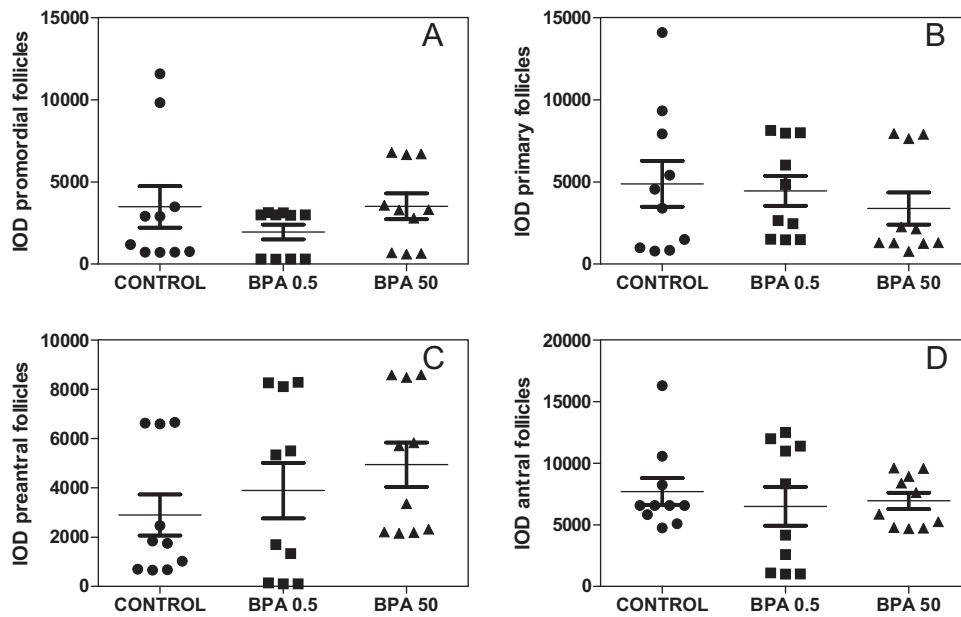 A
IOD promordial follicles
15000
10000
5000
0
CONTROL BPA 0.5 BPA 50
B
IOD primary follicles
15000
10000
5000
0
CONTROL BPA 0.5 BPA 50
C
IOD preantral follicles
10000
8000
6000
4000
2000
0
CONTROL BPA 0.5 BPA 50
D
IOD antral follicles
20000
15000
10000
5000
0
CONTROL BPA 0.5 BPA 50